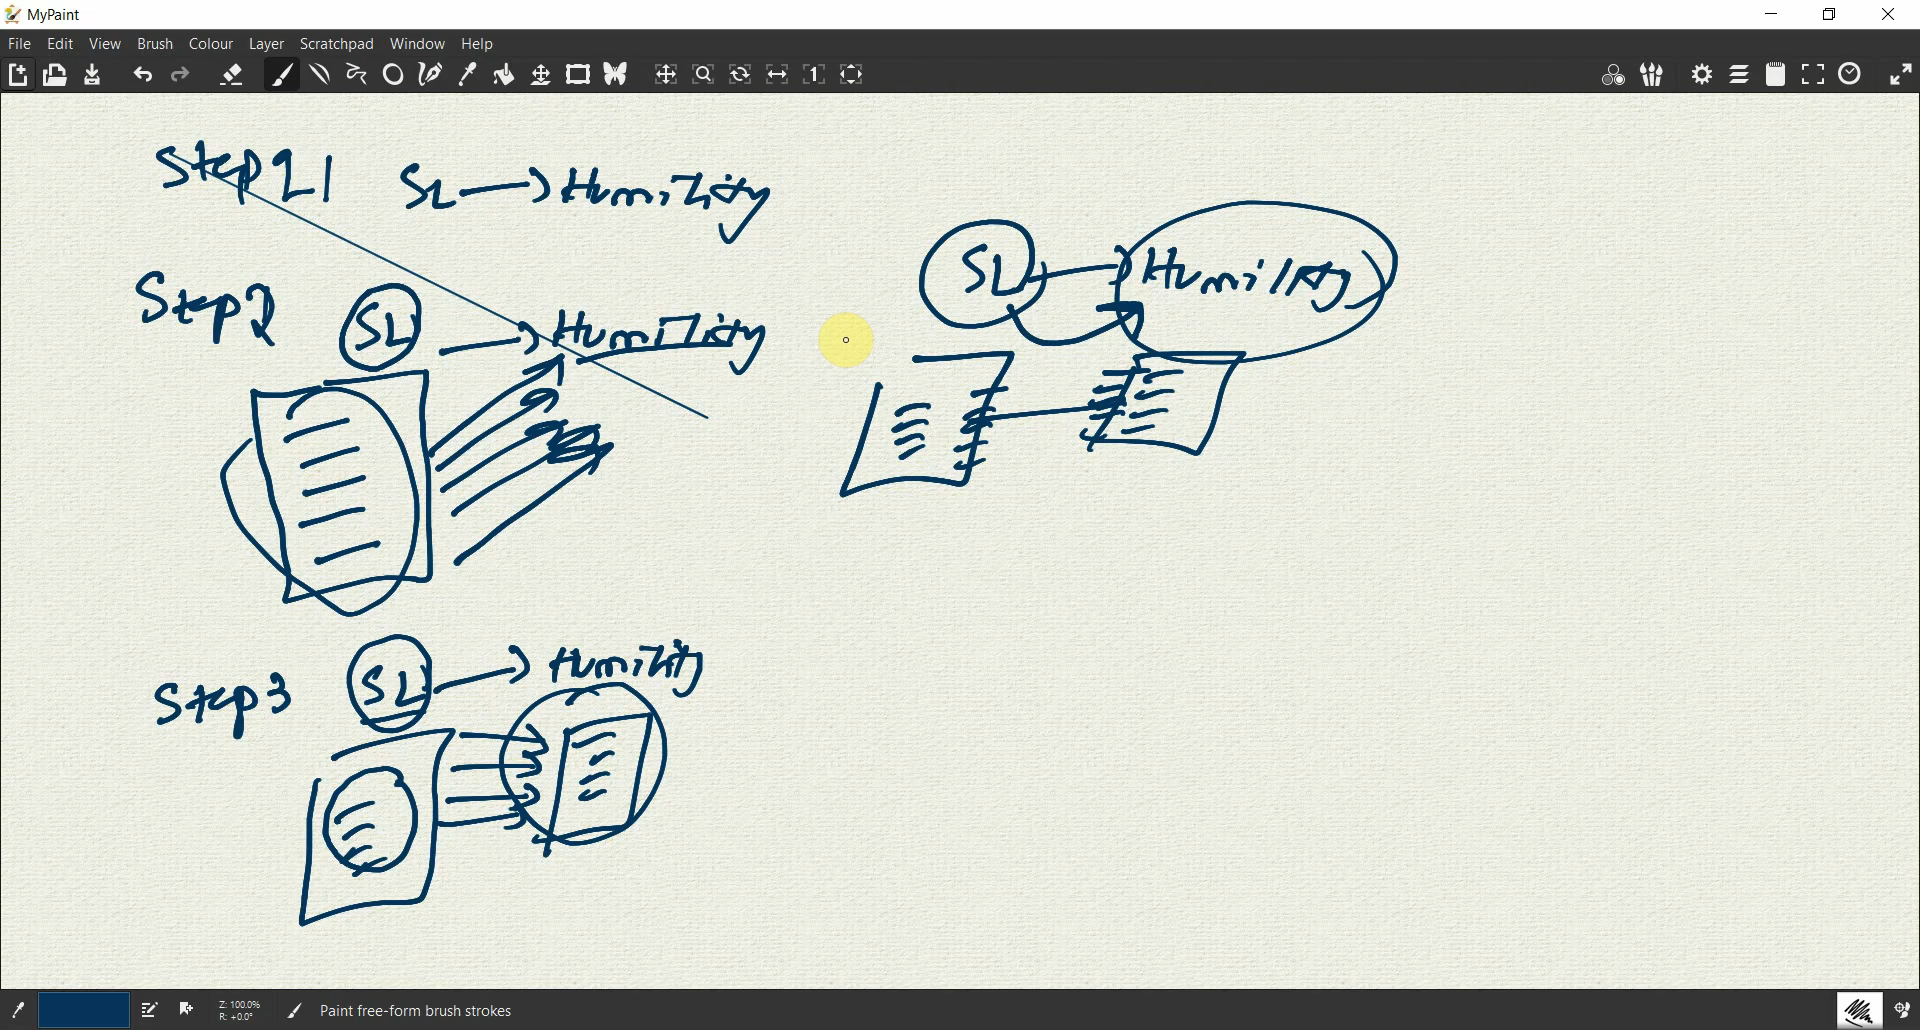 MyPaint
File Edit View Brush Colour Layer Scratchpad Window Help
Step 21 SL → Humility
SL → Humility
Step 2 SL → Humility
Step 3 SL → Humility
Z: 100.0%
R: +0.0°
Paint free-form brush strokes